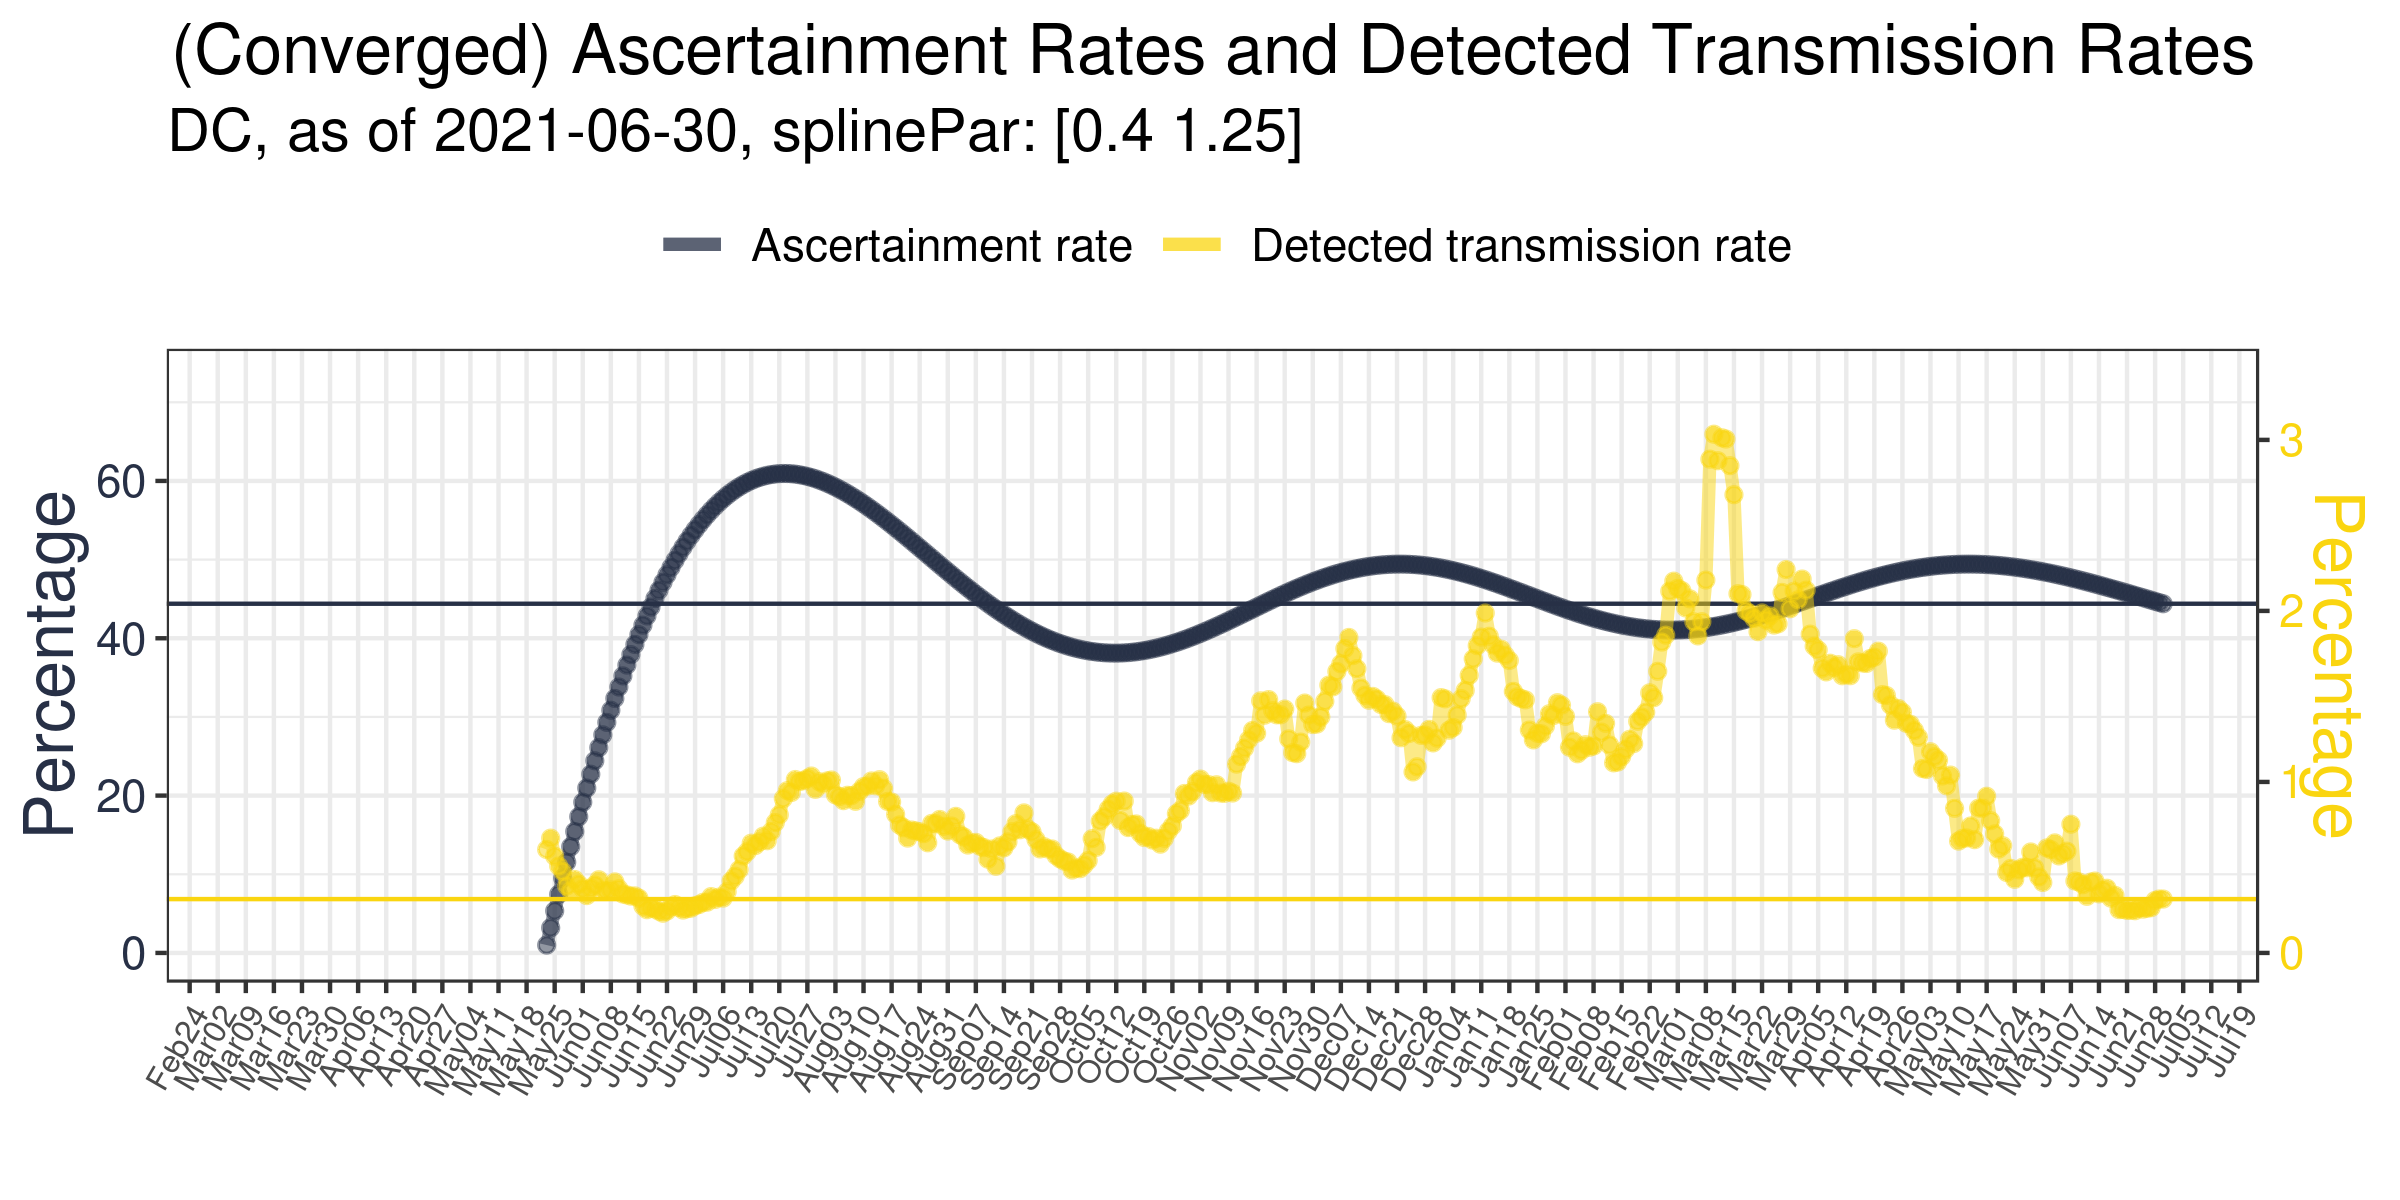 (Converged) Ascertainment Rates and Detected Transmission Rates
DC, as of 2021-06-30, splinePar: [0.4 1.25]
Ascertainment rate Detected transmission rate
Percentage
60
40
20
0
3
2
1
0
Percentage
Feb24 Mar02 Mar09 Mar16 Mar23 Mar30 Apr06 Apr13 Apr20 Apr27 May04 May11 May18 May25 Jun01 Jun08 Jun15 Jun22 Jun29 Jul06 Jul13 Jul20 Jul27 Aug03 Aug10 Aug17 Aug24 Aug31 Sep07 Sep14 Sep21 Sep28 Oct05 Oct12 Oct19 Oct26 Nov02 Nov09 Nov16 Nov23 Nov30 Dec07 Dec14 Dec21 Dec28 Jan04 Jan11 Jan18 Jan25 Feb01 Feb08 Feb15 Feb22 Mar01 Mar08 Mar15 Mar22 Mar29 Apr05 Apr12 Apr19 Apr26 May03 May10 May17 May24 May31 Jun07 Jun14 Jun21 Jun28 Jul05 Jul12 Jul19